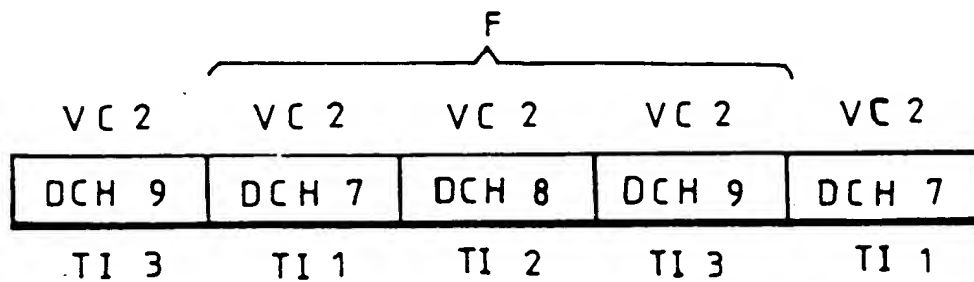 F
VC 2 VC 2 VC 2 VC 2 VC 2
DCH 9 DCH 7 DCH 8 DCH 9 DCH 7
TI 3 TI 1 TI 2 TI 3 TI 1